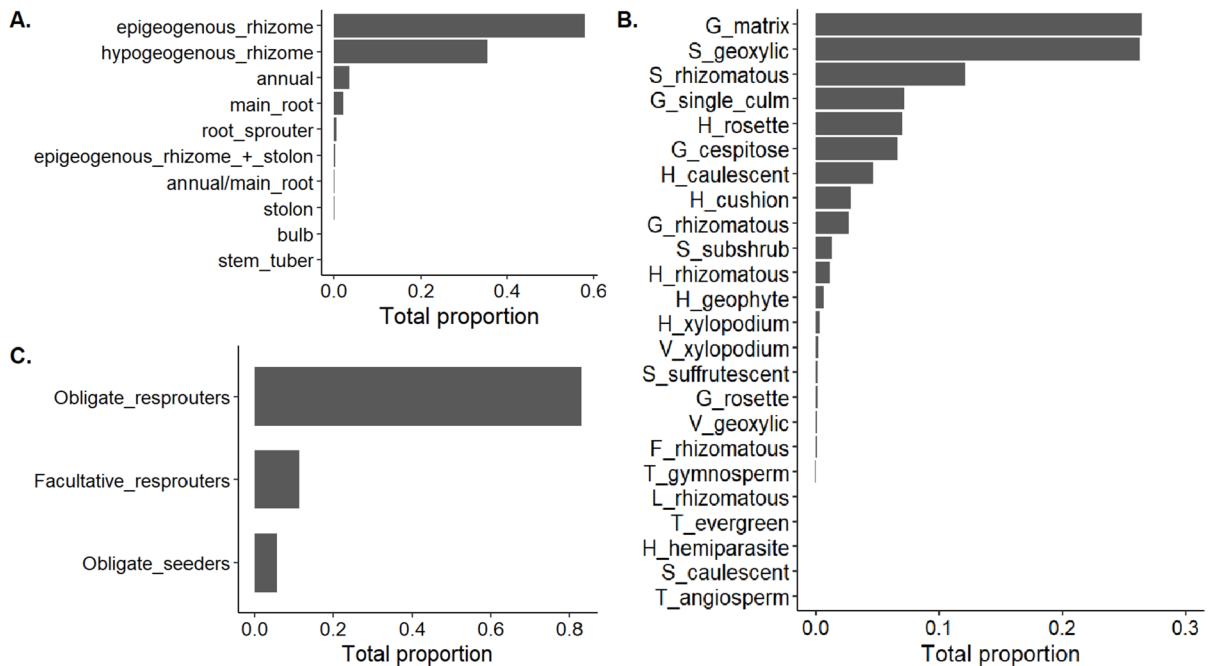 A.
epigeogenous_rhizome
hypogeogenous_rhizome
annual
main_root
root_sprouter
epigeogenous_rhizome_+_stolon
annual/main_root
stolon
bulb
stem_tuber
0.0 0.2 0.4 0.6
Total proportion
B.
G_matrix
S_geoxylic
S_rhizomatous
G_single_culm
H_rosette
G_cespitose
H_caulescent
H_cushion
G_rhizomatous
S_subshrub
H_rhizomatous
H_geophyte
H_xylopodium
V_xylopodium
S_suffrutescent
G_rosette
V_geoxylic
F_rhizomatous
T_gymnosperm
L_rhizomatous
T_evergreen
H_hemiparasite
S_caulescent
T_angiosperm
0.0 0.1 0.2 0.3
Total proportion
C.
Obligate_resprouters
Facultative_resprouters
Obligate_seeders
0.0 0.2 0.4 0.6 0.8
Total proportion